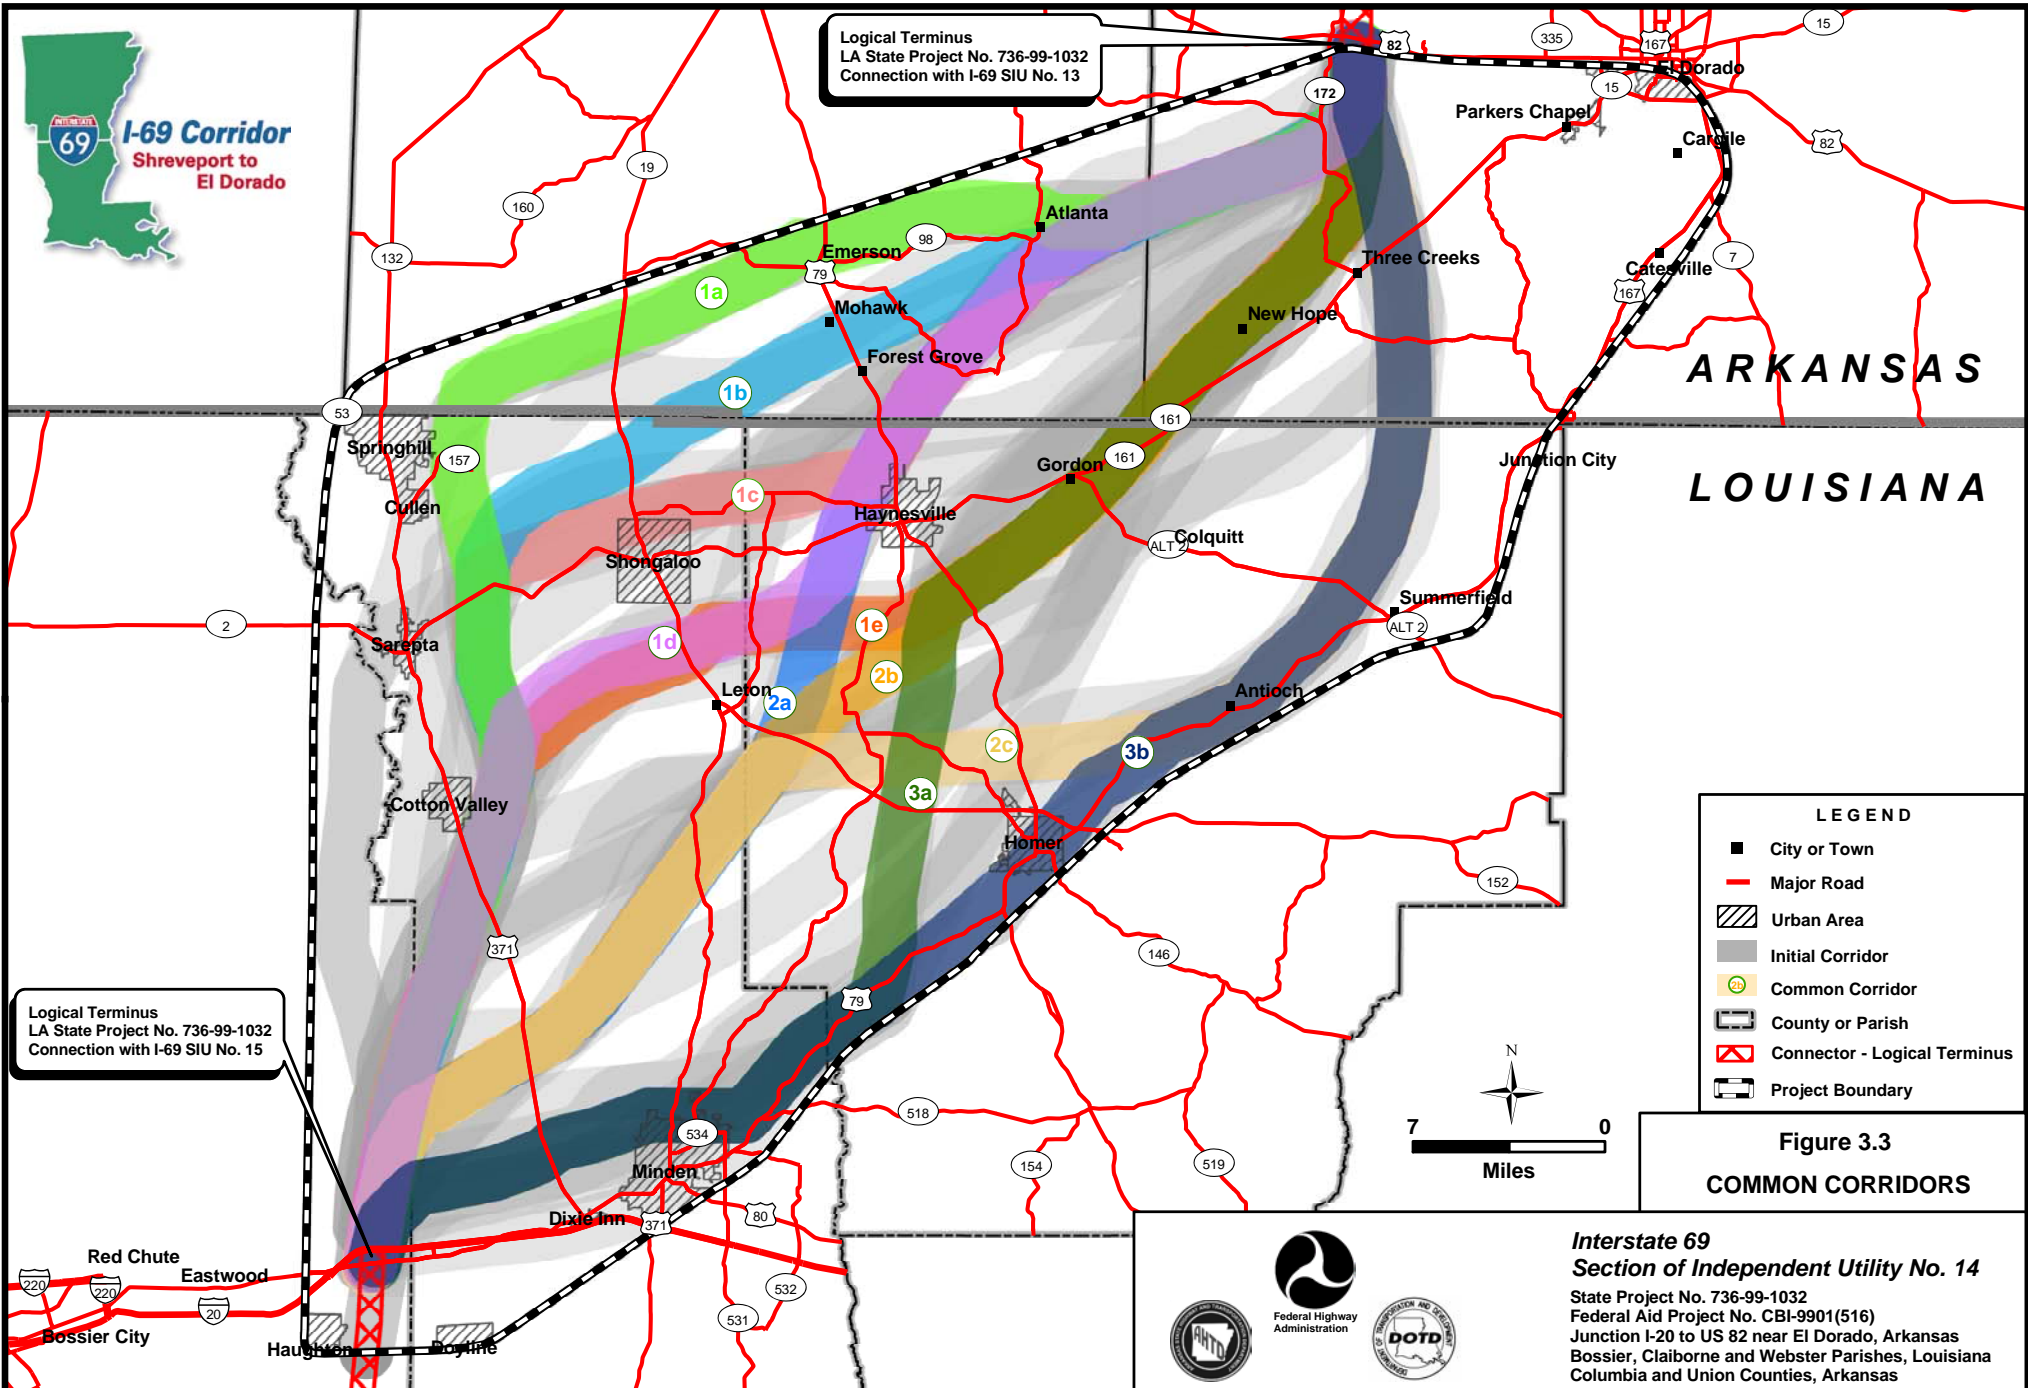 Logical Terminus
LA State Project No. 736-99-1032
Connection with I-69 SIU No. 13
INTERSTATE
69
I-69 Corridor
Shreveport to
El Dorado
82
335
167
15
El Dorado
172
15
Parkers Chapel
Cargile
82
19
160
132
Atlanta
98
Emerson
79
1a
Mohawk
Three Creeks
Catesville
7
167
New Hope
Forest Grove
ARKANSAS
1b
53
161
Springhill
157
Gordon
161
Junction City
LOUISIANA
1c
Cullen
Haynesville
ALT 2
Colquitt
Shongaloo
Summerfield
2
1e
ALT 2
Sarepta
1d
2b
Leton
2a
Antioch
2c
3b
Cotton Valley
3a
Homer
152
371
146
79
LEGEND
City or Town
Major Road
Urban Area
Initial Corridor
2b
Common Corridor
County or Parish
Connector - Logical Terminus
Project Boundary
Logical Terminus
LA State Project No. 736-99-1032
Connection with I-69 SIU No. 15
N
518
534
7
0
Miles
154
519
Minden
Figure 3.3
COMMON CORRIDORS
Dixie Inn
371
80
Red Chute
220
220
Eastwood
20
532
531
Bossier City
Haughton
Doyline
Federal Highway
Administration
AHTD
DEPARTMENT OF TRANSPORTATION AND DEVELOPMENT
DOTD
Interstate 69
Section of Independent Utility No. 14
State Project No. 736-99-1032
Federal Aid Project No. CBI-9901(516)
Junction I-20 to US 82 near El Dorado, Arkansas
Bossier, Claiborne and Webster Parishes, Louisiana
Columbia and Union Counties, Arkansas